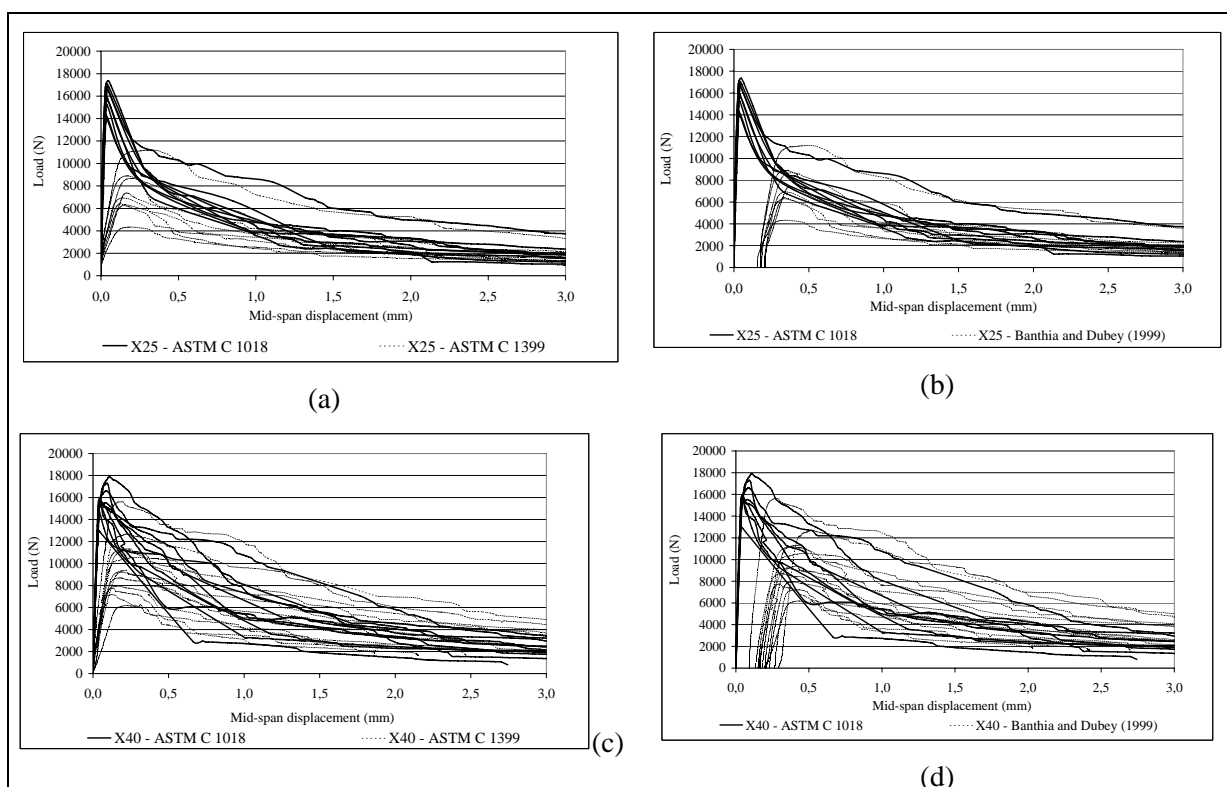 20000
18000
16000
14000
12000
10000
8000
6000
4000
2000
0
Load (N)
0,0 0,5 1,0 1,5 2,0 2,5 3,0
Mid-span displacement (mm)
X25 - ASTM C 1018 X25 - ASTM C 1399
(a)
20000
18000
16000
14000
12000
10000
8000
6000
4000
2000
0
Load (N)
0,0 0,5 1,0 1,5 2,0 2,5 3,0
Mid-span displacement (mm)
X25 - ASTM C 1018 X25 - Banthia and Dubey (1999)
(b)
20000
18000
16000
14000
12000
10000
8000
6000
4000
2000
0
Load (N)
0,0 0,5 1,0 1,5 2,0 2,5 3,0
Mid-span displacement (mm)
X40 - ASTM C 1018 X40 - ASTM C 1399
(c)
20000
18000
16000
14000
12000
10000
8000
6000
4000
2000
0
Load (N)
0,0 0,5 1,0 1,5 2,0 2,5 3,0
Mid-span displacement (mm)
X40 - ASTM C 1018 X40 - Banthia and Dubey (1999)
(d)